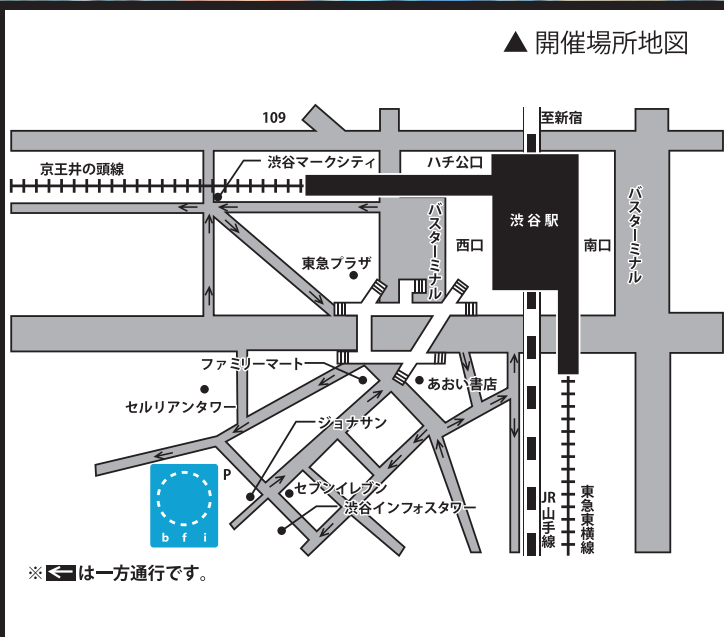 ▲ 開催場所地図
109
至新宿
京王井の頭線
渋谷マークシティ
ハチ公口
渋谷駅
バスターミナル
バスターミナル
西口
南口
東急プラザ
ファミリーマート
あおい書店
セルリアンタワー
ジョナサン
P
セブンイレブン
渋谷インフォスタワー
JR山手線
東急東横線
b f i
※←は一方通行です。